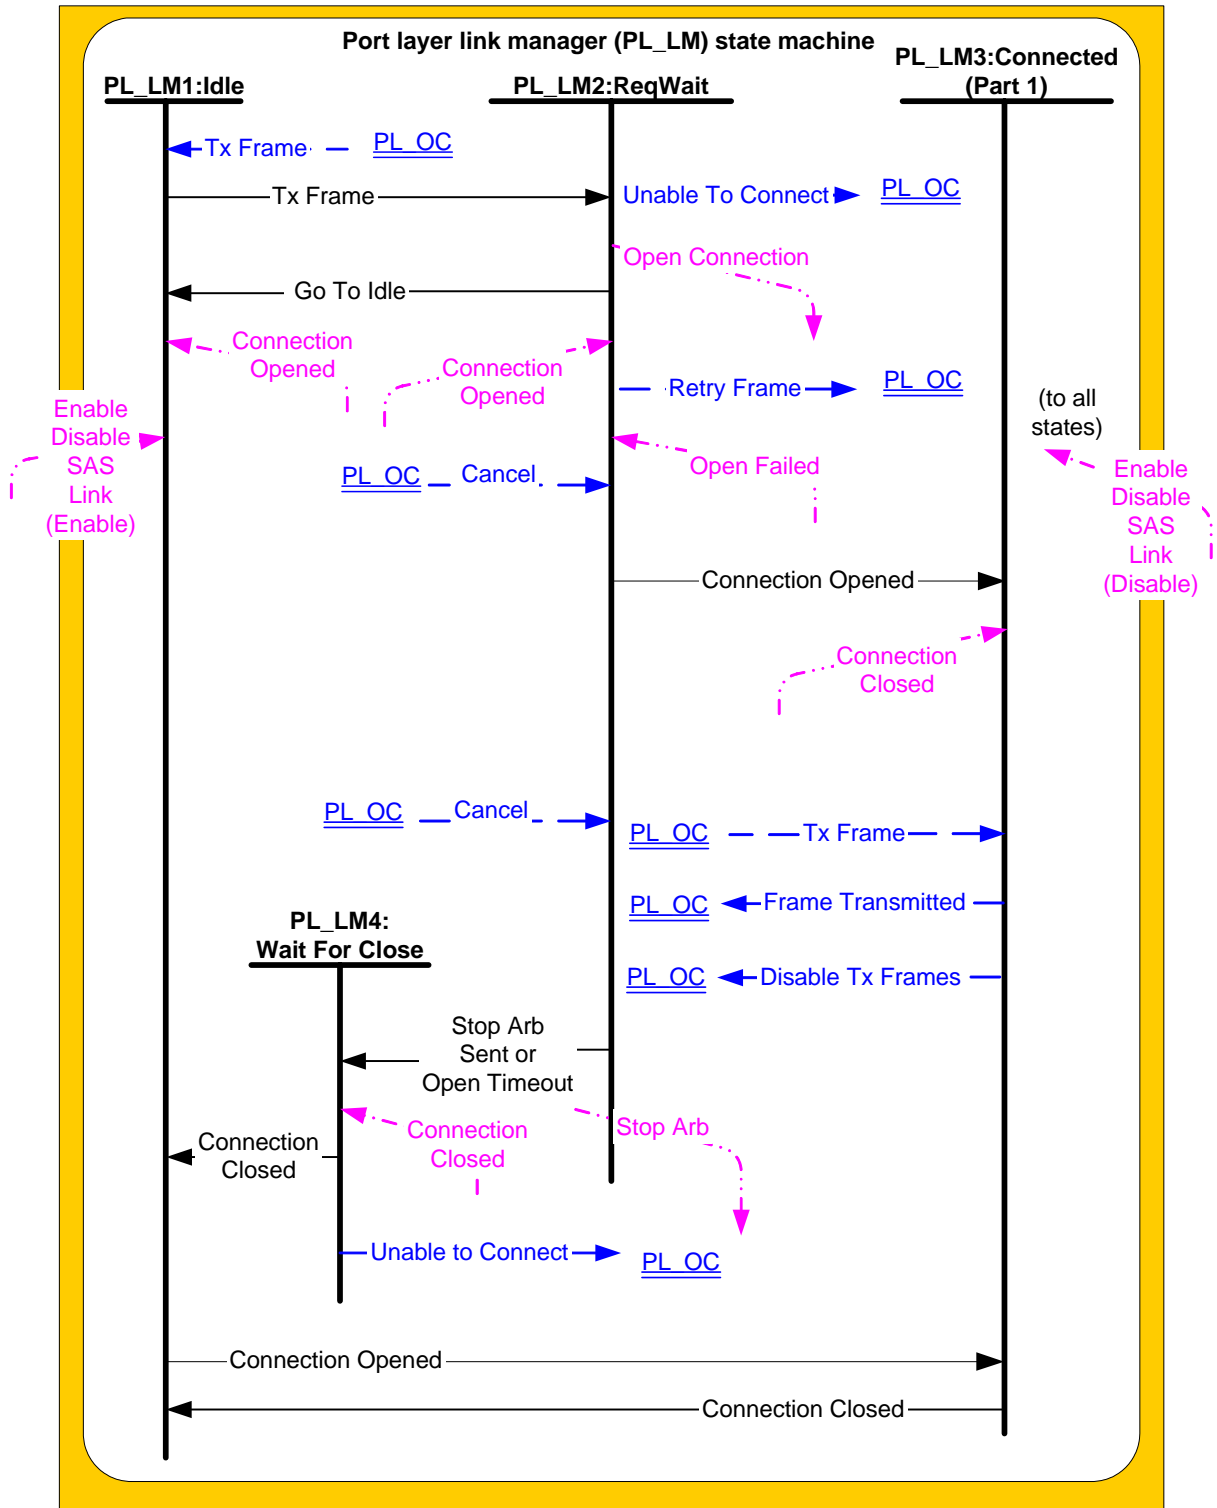 Port layer link manager (PL_LM) state machine
PL_LM1:Idle
PL_LM2:ReqWait
PL_LM3:Connected
(Part 1)
Tx Frame
PL_OC
Tx Frame
Unable To Connect
PL_OC
Open Connection
Go To Idle
Connection
Opened
Connection
Opened
Retry Frame
PL_OC
Enable
Disable
SAS
Link
(Enable)
(to all
states)
Open Failed
PL_OC
Cancel
Enable
Disable
SAS
Link
(Disable)
Connection Opened
Connection
Closed
PL_OC
Cancel
PL_OC
Tx Frame
PL_OC
Frame Transmitted
PL_LM4:
Wait For Close
PL_OC
Disable Tx Frames
Stop Arb
Sent or
Open Timeout
Connection
Closed
Stop Arb
Connection
Closed
Unable to Connect
PL_OC
Connection Opened
Connection Closed